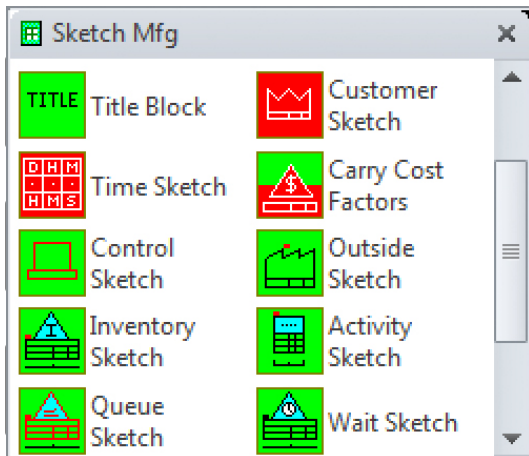 Sketch Mfg
TITLE
Title Block
Customer
Sketch
D H M
H M S
Time Sketch
$
Carry Cost
Factors
Control
Sketch
Outside
Sketch
I
Inventory
Sketch
Activity
Sketch
Queue
Sketch
Wait Sketch